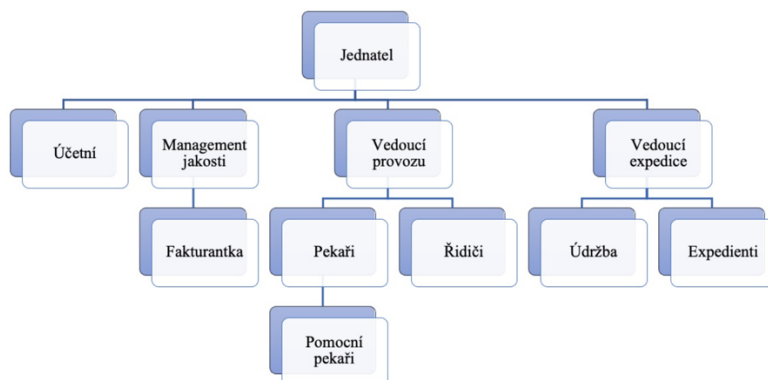 Jednatel
Účetní
Management
jakosti
Vedoucí
provozu
Vedoucí
expedice
Fakturantka
Pekaři
Řidiči
Údržba
Expedienti
Pomocní
pekaři